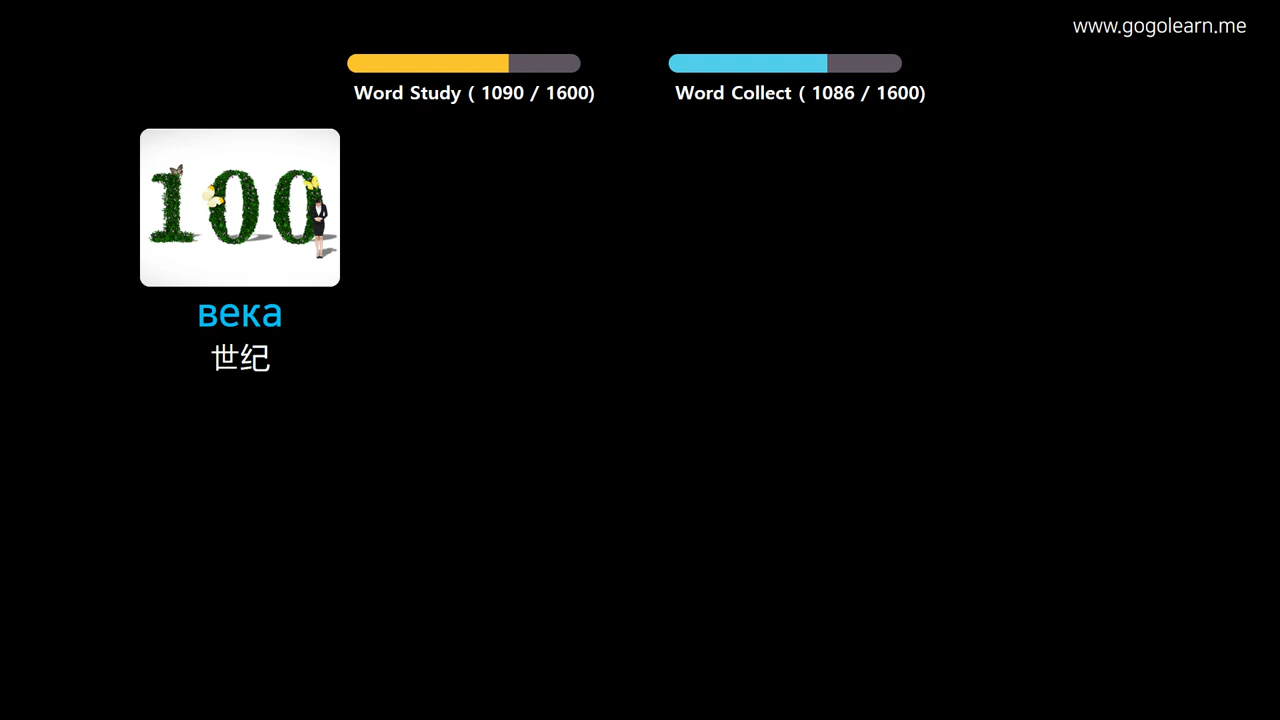 www.gogolearn.me
Word Study ( 1090 / 1600)
Word Collect ( 1086 / 1600)
100
века
世纪